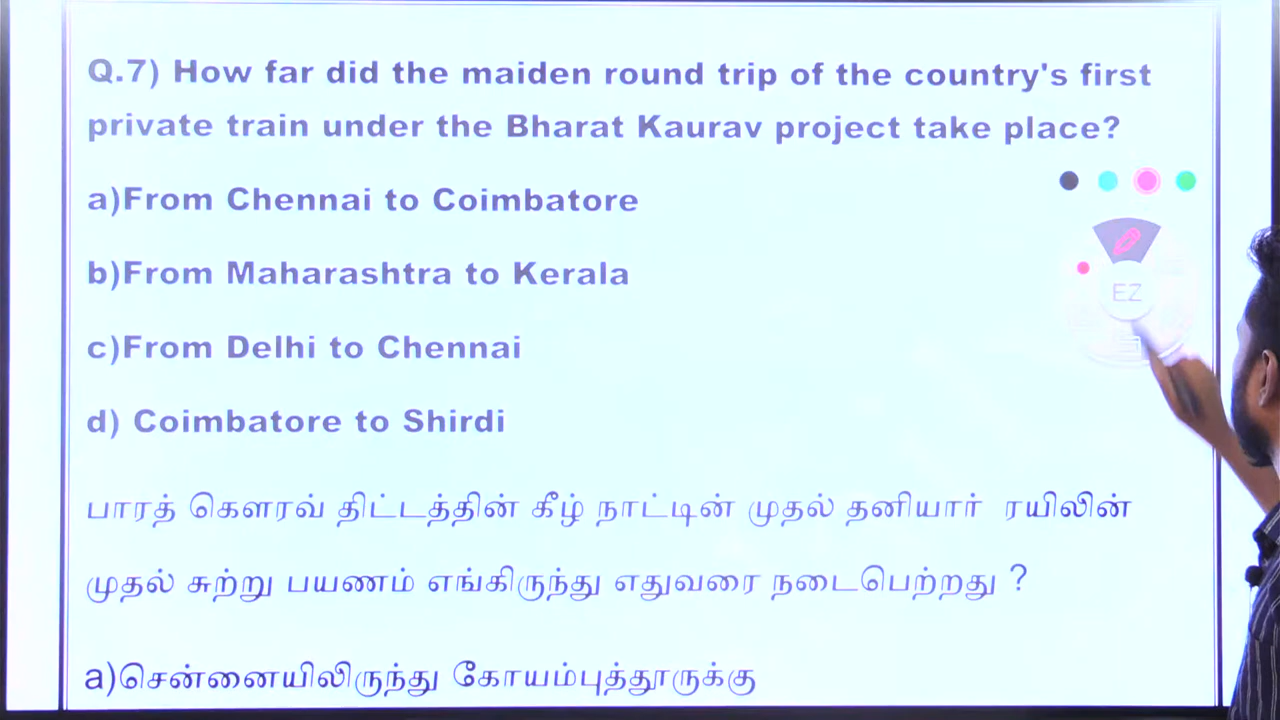 Q.7) How far did the maiden round trip of the country's first
private train under the Bharat Kaurav project take place?
a)From Chennai to Coimbatore
b)From Maharashtra to Kerala
c)From Delhi to Chennai
d) Coimbatore to Shirdi
பாரத் கௌரவ் திட்டத்தின் கீழ் நாட்டின் முதல் தனியார் ரயிலின்
முதல் சுற்று பயணம் எங்கிருந்து எதுவரை நடைபெற்றது ?
a)சென்னையிலிருந்து கோயம்புத்தூருக்கு
EZ